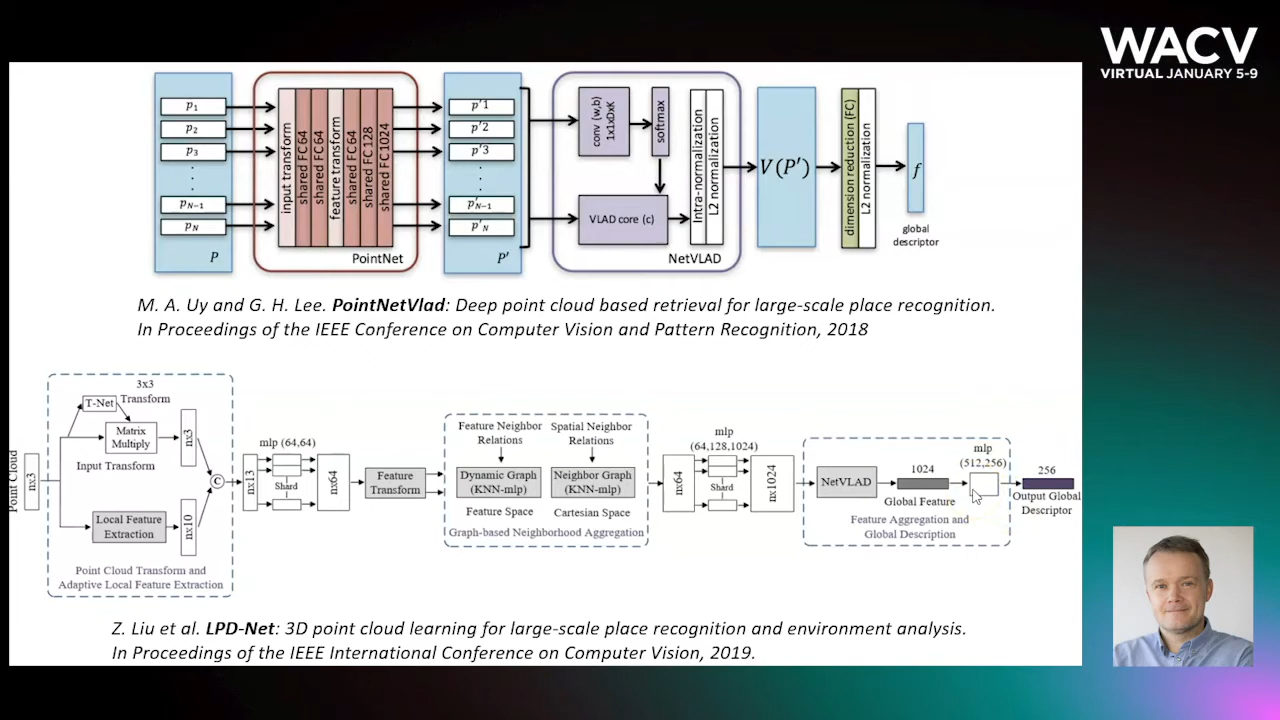 WACV
VIRTUAL JANUARY 5-9
p1
p2
p3
pN−1
pN
P
input transform
shared FC64
shared FC64
feature transform
shared FC64
shared FC128
shared FC1024
PointNet
p'1
p'2
p'3
p'N−1
p'N
P'
conv (w,b)
1x1xDxK
softmax
VLAD core (c)
Intra-normalization
L2 normalization
NetVLAD
V(P')
dimension reduction (FC)
L2 normalization
f
global
descriptor
M. A. Uy and G. H. Lee. PointNetVlad: Deep point cloud based retrieval for large-scale place recognition.
In Proceedings of the IEEE Conference on Computer Vision and Pattern Recognition, 2018
Point Cloud
nx3
3x3
Transform
T-Net
Matrix
Multiply
Input Transform
nx3
Local Feature
Extraction
nx10
Point Cloud Transform and
Adaptive Local Feature Extraction
C
mlp (64,64)
nx13
Shard
nx64
Feature
Transform
Feature Neighbor
Relations
Spatial Neighbor
Relations
Dynamic Graph
(KNN-mlp)
Neighbor Graph
(KNN-mlp)
Feature Space
Cartesian Space
Graph-based Neighborhood Aggregation
mlp
(64,128,1024)
nx64
Shard
nx1024
NetVLAD
1024
Global Feature
mlp
(512,256)
Feature Aggregation and
Global Description
256
Output Global
Descriptor
Z. Liu et al. LPD-Net: 3D point cloud learning for large-scale place recognition and environment analysis.
In Proceedings of the IEEE International Conference on Computer Vision, 2019.